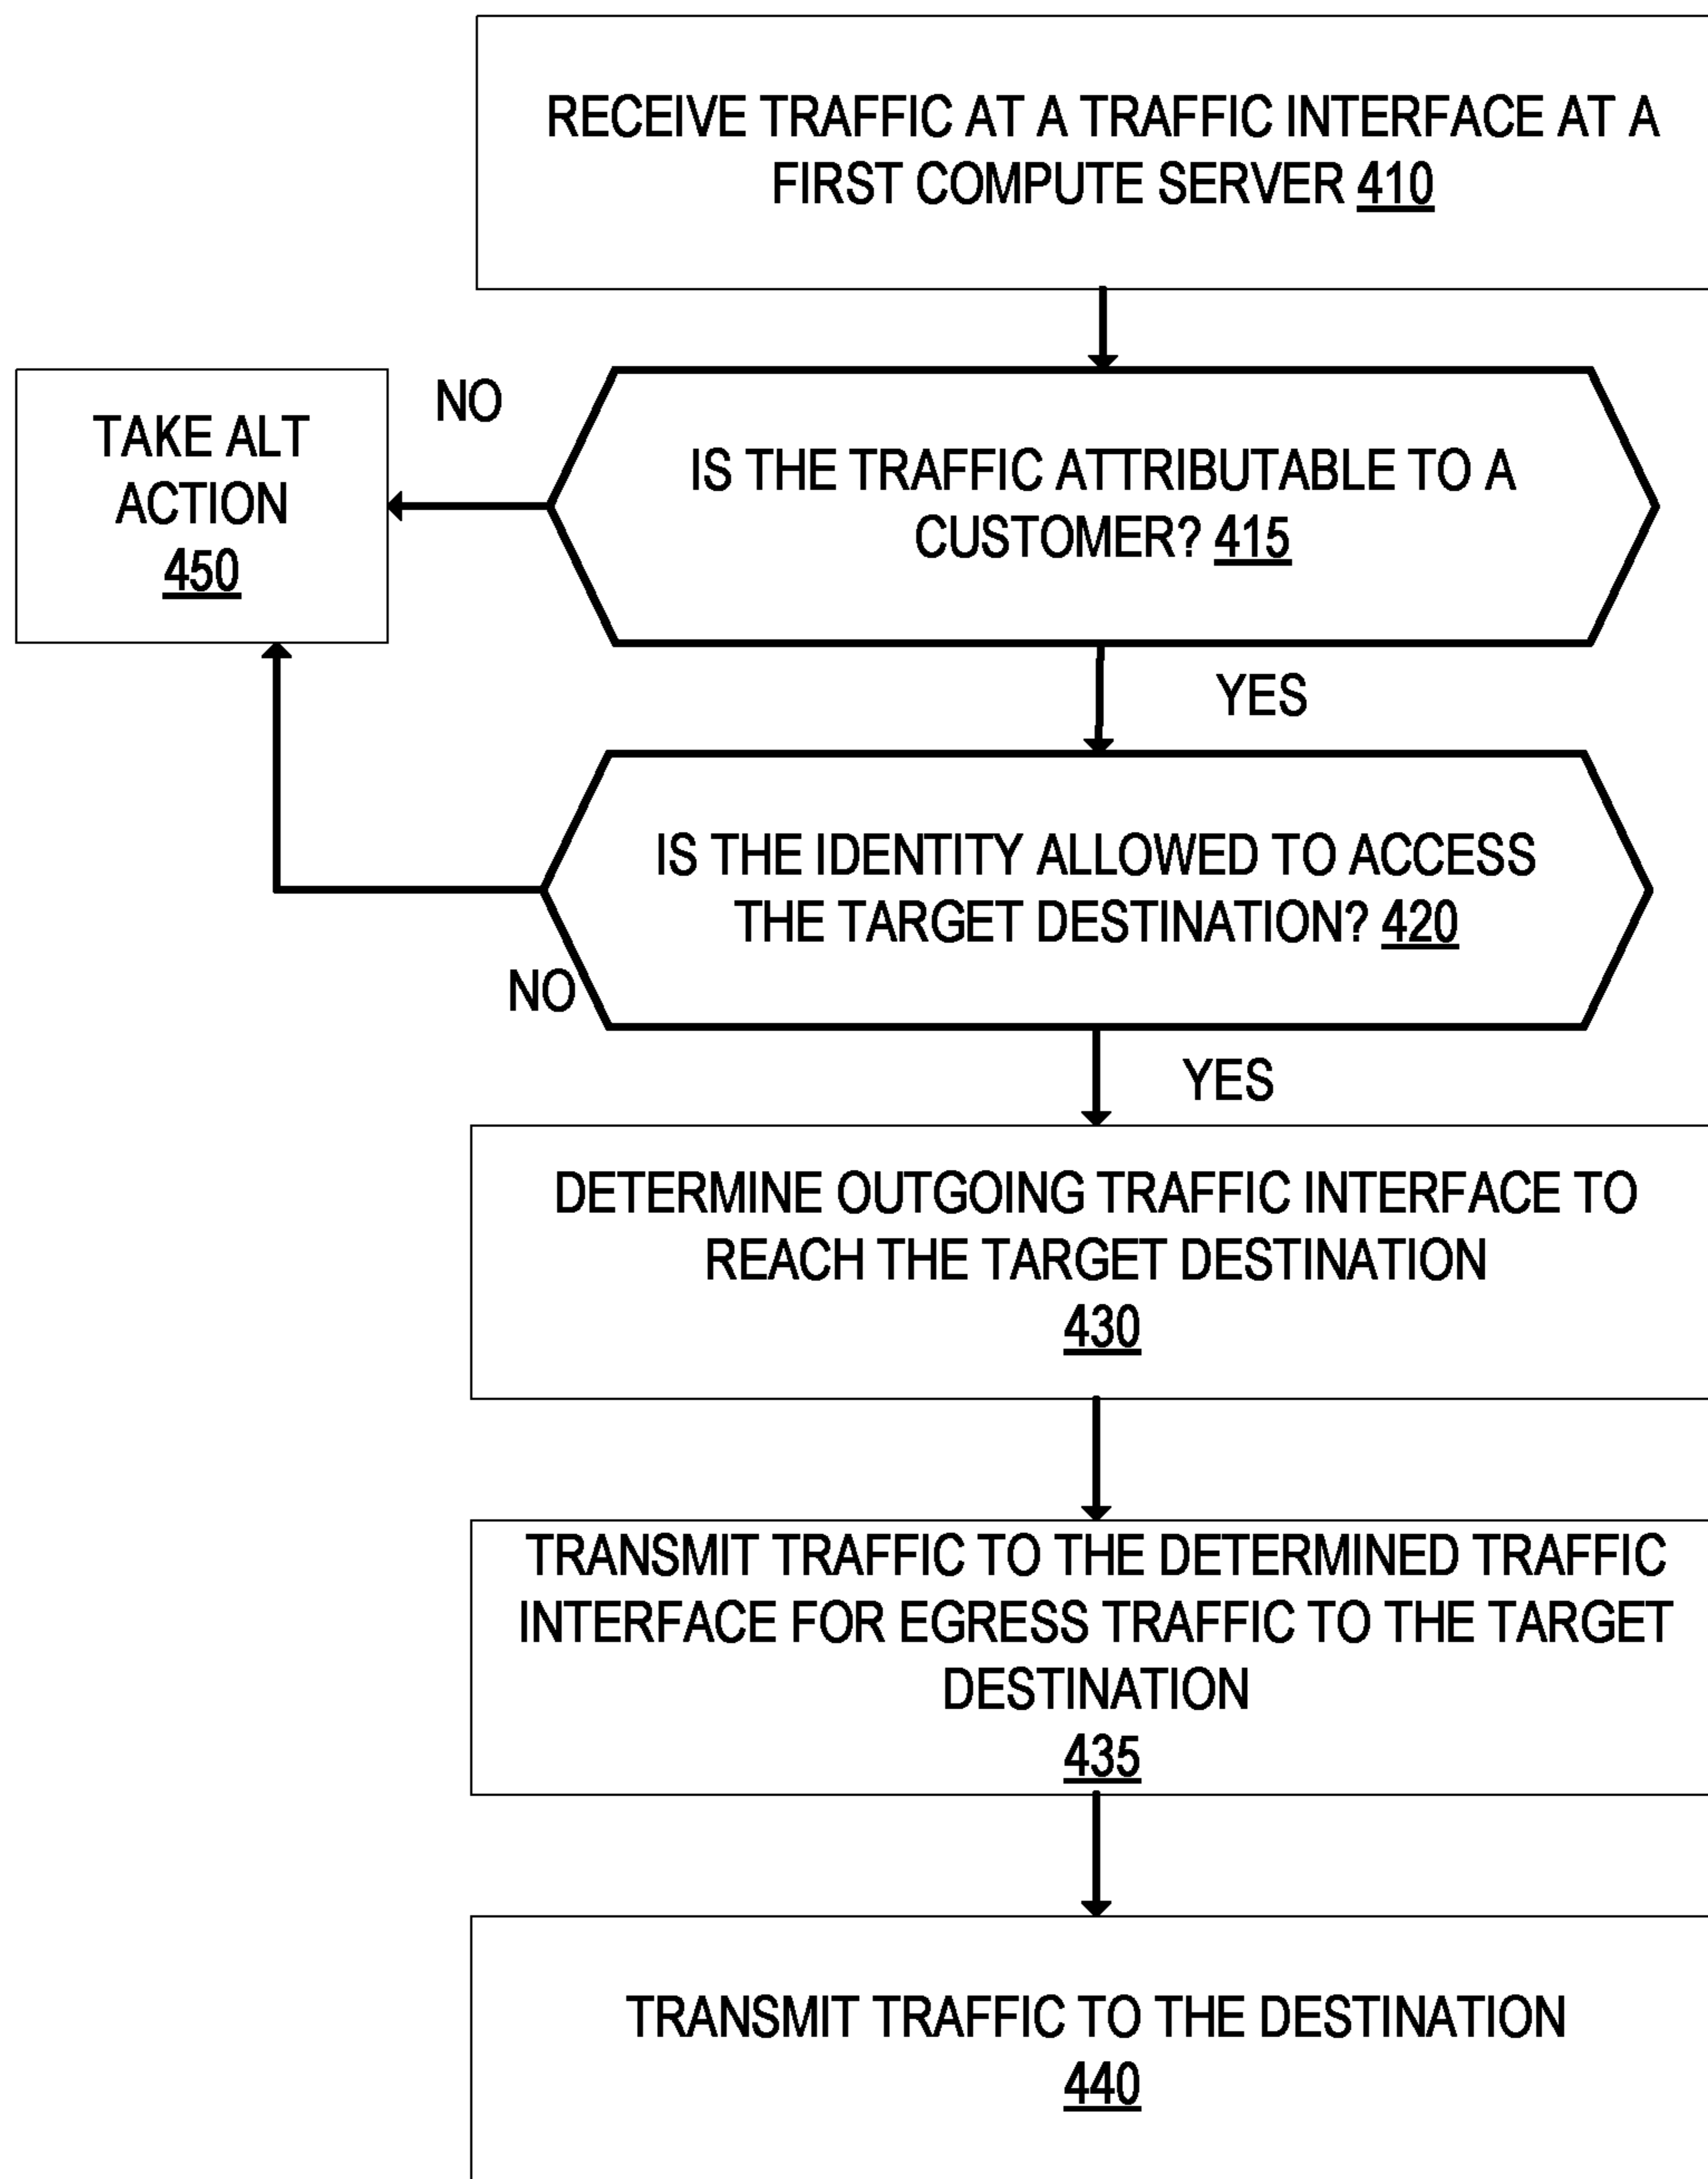 RECEIVE TRAFFIC AT A TRAFFIC INTERFACE AT A
FIRST COMPUTE SERVER 410
NO
TAKE ALT
ACTION
450
IS THE TRAFFIC ATTRIBUTABLE TO A
CUSTOMER? 415
YES
IS THE IDENTITY ALLOWED TO ACCESS
THE TARGET DESTINATION? 420
NO
YES
DETERMINE OUTGOING TRAFFIC INTERFACE TO
REACH THE TARGET DESTINATION
430
TRANSMIT TRAFFIC TO THE DETERMINED TRAFFIC
INTERFACE FOR EGRESS TRAFFIC TO THE TARGET
DESTINATION
435
TRANSMIT TRAFFIC TO THE DESTINATION
440